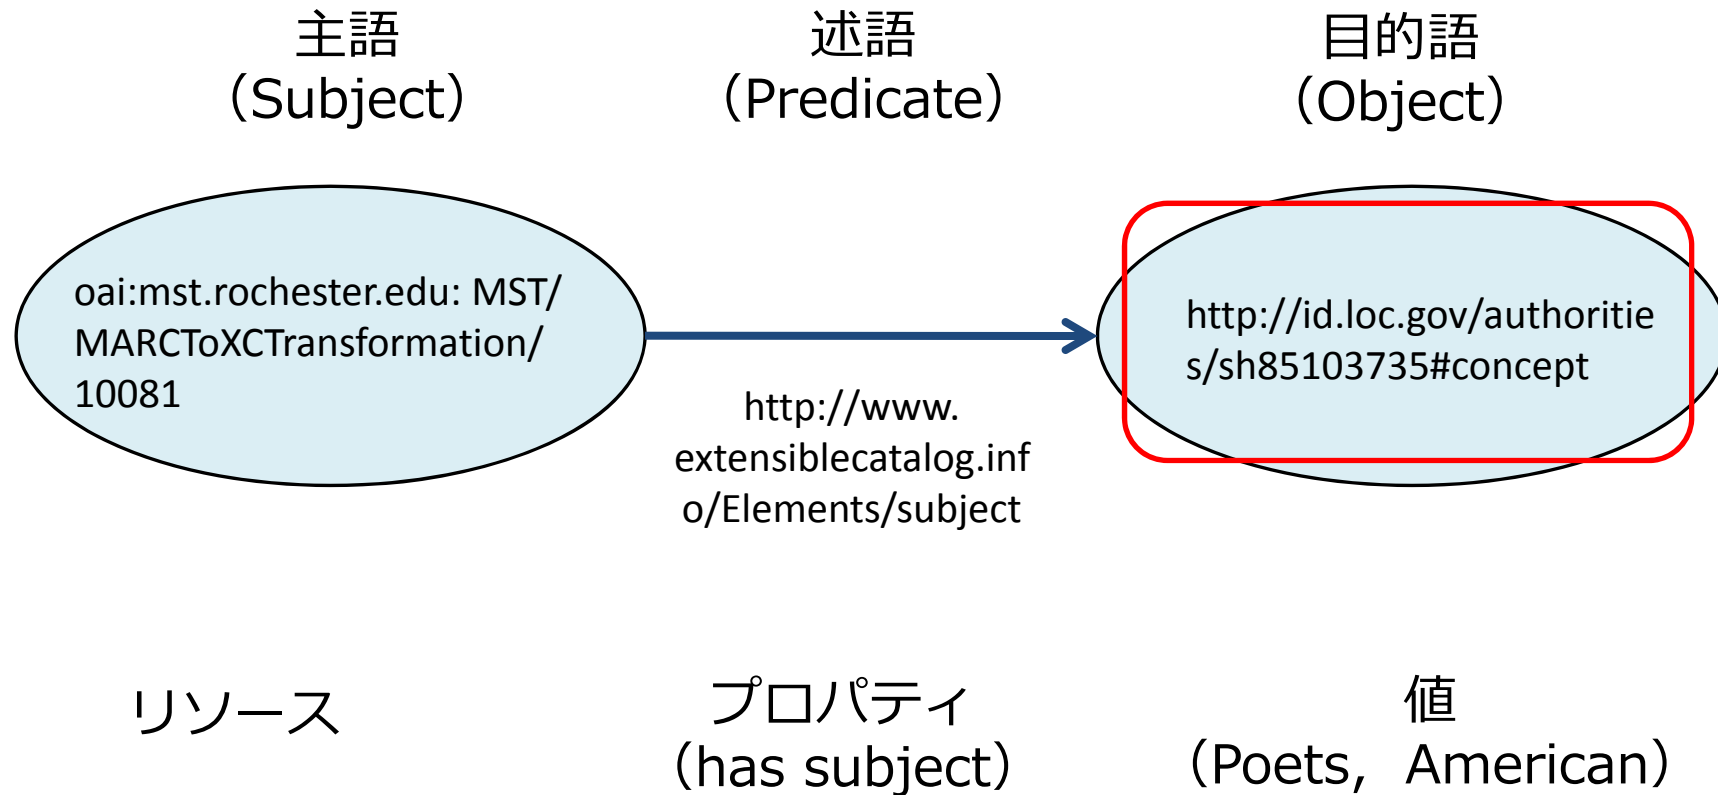 主語
（Subject）
述語
（Predicate）
目的語
（Object）
oai:mst.rochester.edu: MST/
MARCToXCTransformation/
10081
http://www.
extensiblecatalog.inf
o/Elements/subject
http://id.loc.gov/authoritie
s/sh85103735#concept
リソース
プロパティ
（has subject）
値
（Poets, American）